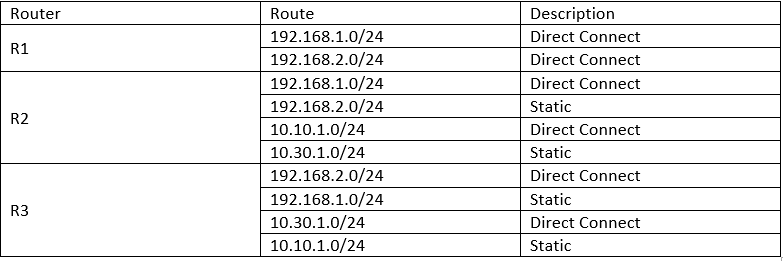 Router Route Description
R1
192.168.1.0/24 Direct Connect
192.168.2.0/24 Direct Connect
R2
192.168.1.0/24 Direct Connect
192.168.2.0/24 Static
10.10.1.0/24 Direct Connect
10.30.1.0/24 Static
R3
192.168.2.0/24 Direct Connect
192.168.1.0/24 Static
10.30.1.0/24 Direct Connect
10.10.1.0/24 Static